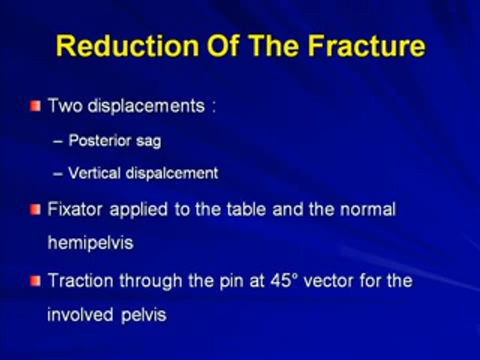 Reduction Of The Fracture
Two displacements :
– Posterior sag
– Vertical dispalcement
Fixator applied to the table and the normal
hemipelvis
Traction through the pin at 45° vector for the
involved pelvis